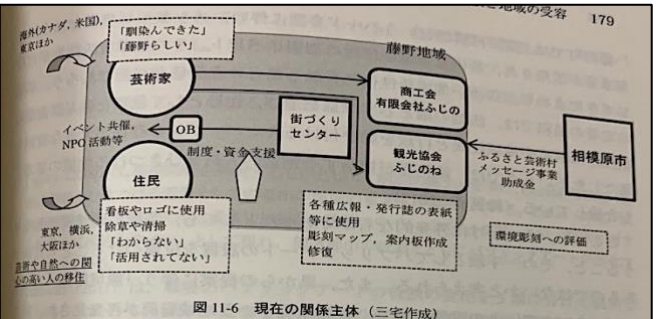 と地域の受容 179
海外(カナダ, 米国),
東京ほか
「馴染んできた」
「藤野らしい」
藤野地域
芸術家
商工会
有限会社ふじの
イベント共催,
NPO活動等
OB
街づくり
センター
制度・資金支援
観光協会
ふじのね
ふるさと芸術村
メッセージ事業
助成金
相模原市
住民
東京, 横浜,
大阪ほか
芸術や自然への関
心の高い人の移住
看板やロゴに使用
除草や清掃
「わからない」
「活用されてない」
各種広報・発行誌の表紙
等に使用
彫刻マップ, 案内板作成
修復
環境彫刻への評価
図 11-6 現在の関係主体 (三宅作成)